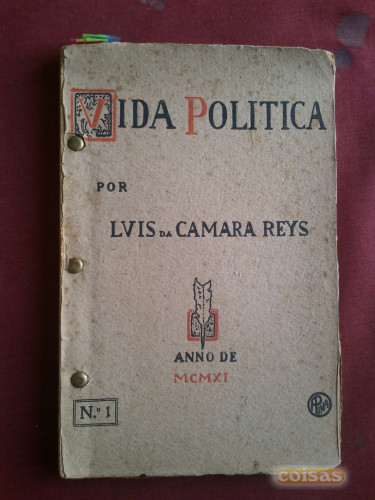 VIDA POLITICA
POR
LVIS DA CAMARA REYS
ANNO DE
MCMXI
N.º 1
coisas